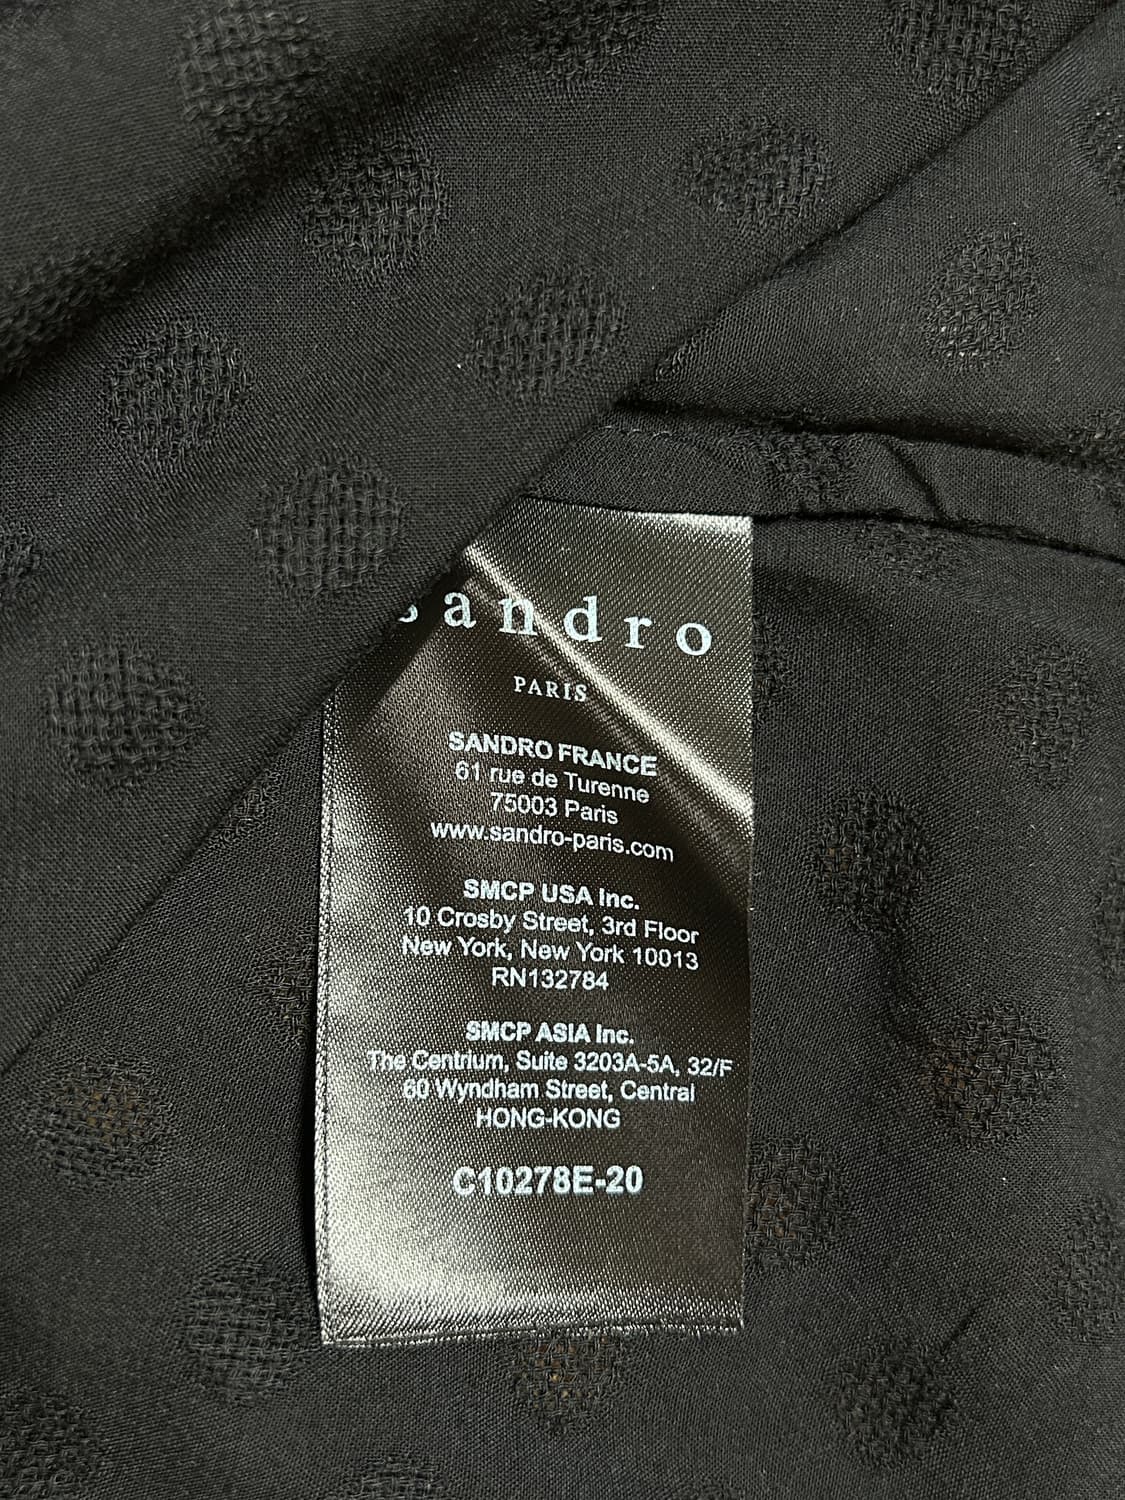 sandro
PARIS
SANDRO FRANCE
61 rue de Turenne
75003 Paris
www.sandro-paris.com
SMCP USA Inc.
10 Crosby Street, 3rd Floor
New York, New York 10013
RN132784
SMCP ASIA Inc.
The Centrium, Suite 3203A-5A, 32/F
60 Wyndham Street, Central
HONG-KONG
C10278E-20